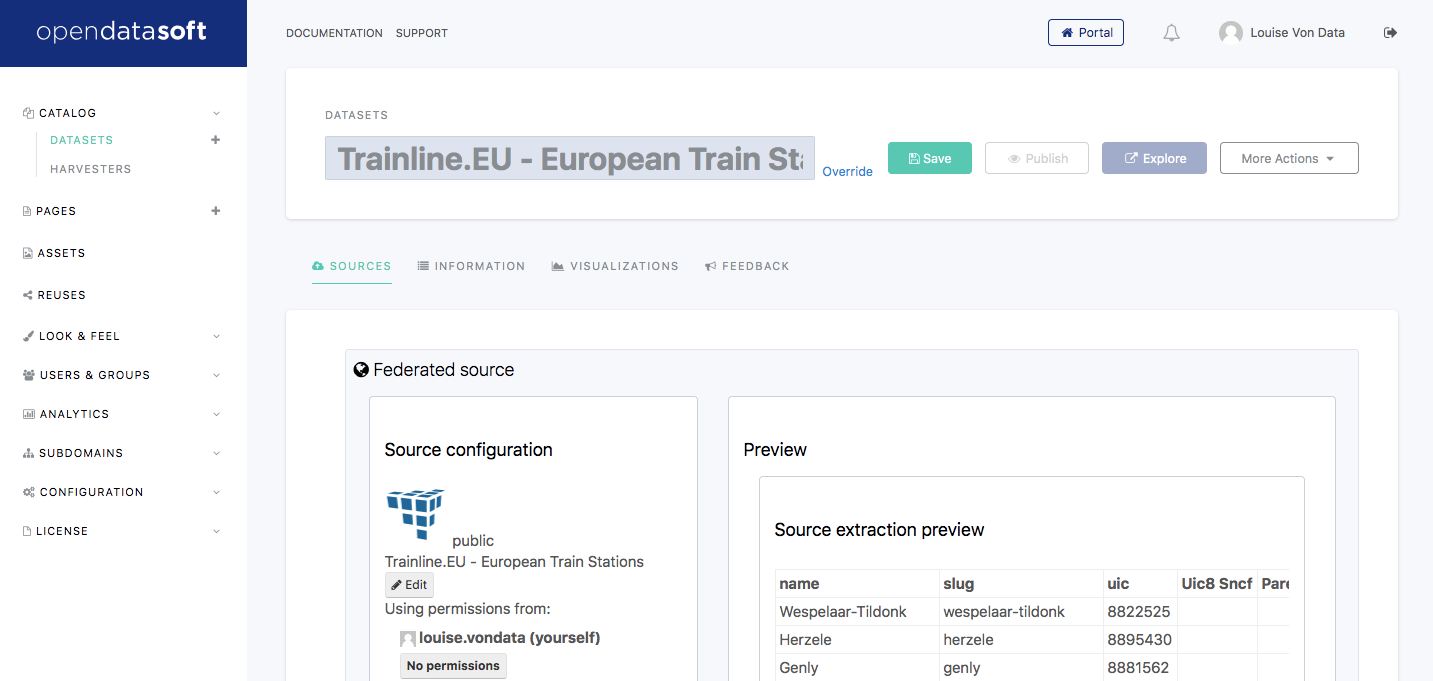 opendatasoft
DOCUMENTATION SUPPORT
Portal
Louise Von Data
CATALOG
DATASETS
HARVESTERS
PAGES
ASSETS
REUSES
LOOK & FEEL
USERS & GROUPS
ANALYTICS
SUBDOMAINS
CONFIGURATION
LICENSE
DATASETS
Trainline.EU - European Train Sta
Override
Save
Publish
Explore
More Actions
SOURCES INFORMATION VISUALIZATIONS FEEDBACK
Federated source
Source configuration
public
Trainline.EU - European Train Stations
Edit
Using permissions from:
louise.vondata (yourself)
No permissions
Preview
Source extraction preview
name slug uic Uic8 Sncf Pare
Wespelaar-Tildonk wespelaar-tildonk 8822525
Herzele herzele 8895430
Genly genly 8881562